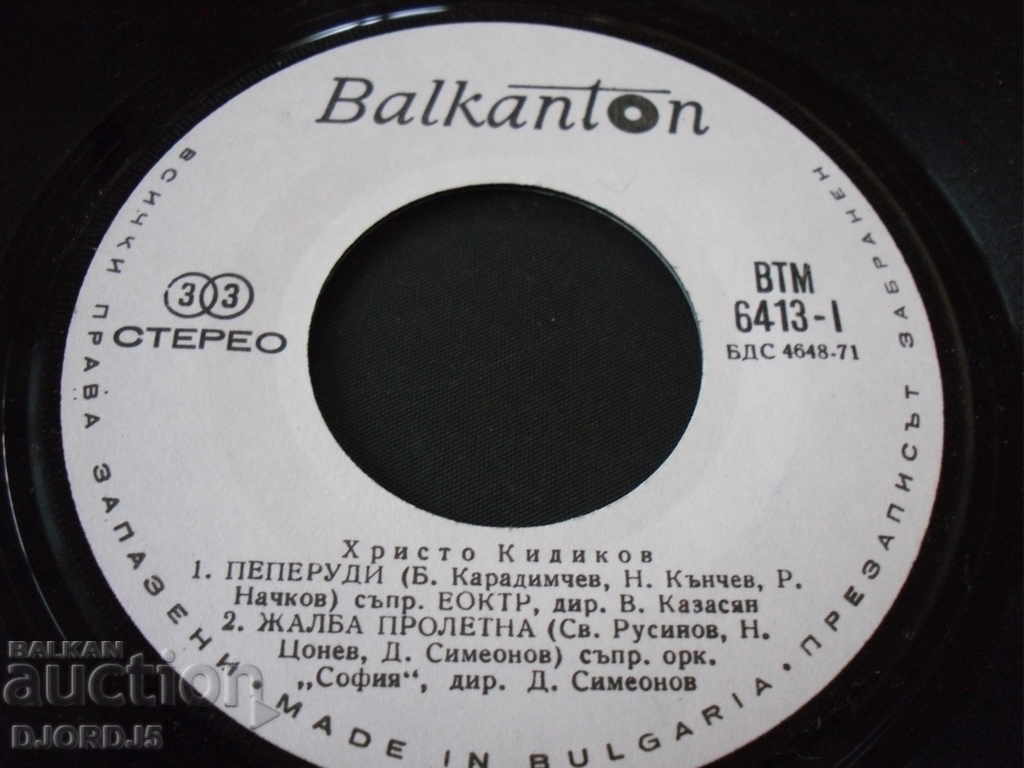 Balkanton
33
СТЕРЕО
ВТМ
6413-I
БДС 4648-71
Христо Кидиков
1. ПЕПЕРУДИ (Б. Карадимчев, Н. Кънчев, Р.
Начков) съпр. ЕОКТР, дир. В. Казасян
2. ЖАЛБА ПРОЛЕТНА (Св. Русинов, Н.
Цонев, Д. Симеонов) съпр. орк.
„София“, дир. Д. Симеонов
ВСИЧКИ ПРАВА ЗАПАЗЕНИ • MADE IN BULGARIA • ПРЕЗАПИСЪТ ЗАБРАНЕН
BALKAN
auction
DJORDJ5